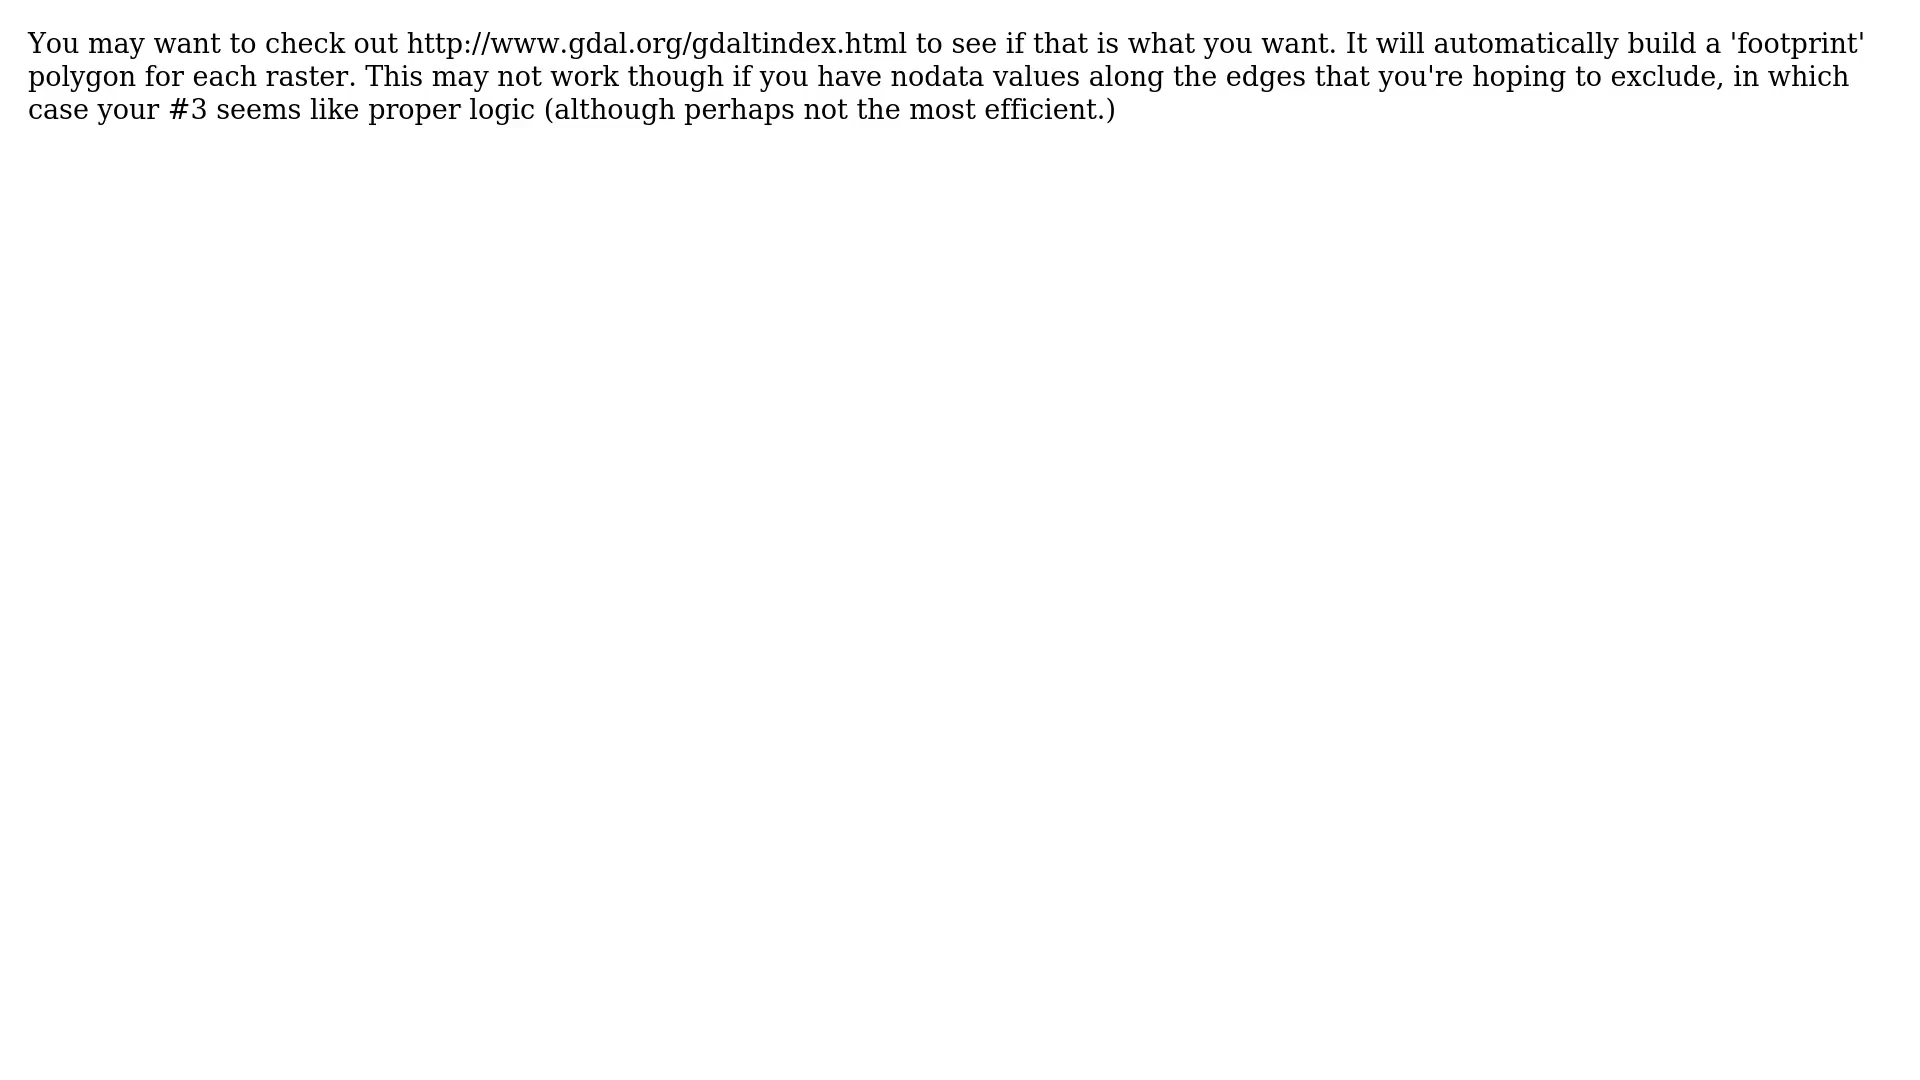 You may want to check out http://www.gdal.org/gdaltindex.html to see if that is what you want. It will automatically build a 'footprint'
polygon for each raster. This may not work though if you have nodata values along the edges that you're hoping to exclude, in which
case your #3 seems like proper logic (although perhaps not the most efficient.)